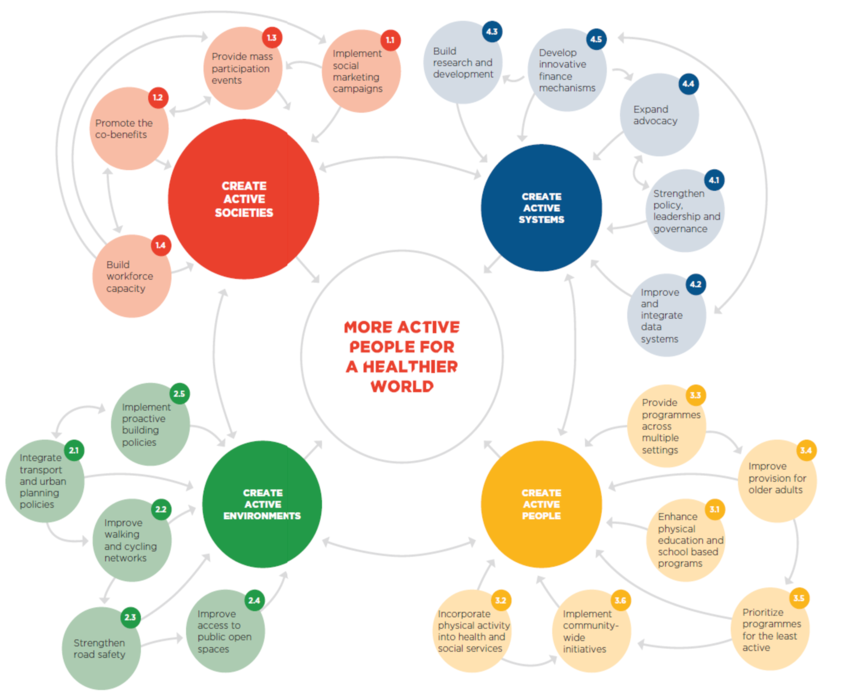 1.3
Provide mass
participation
events
1.1
Implement
social
marketing
campaigns
1.2
Promote the
co-benefits
CREATE
ACTIVE
SOCIETIES
1.4
Build
workforce
capacity
4.3
Build
research and
development
4.5
Develop
innovative
finance
mechanisms
4.4
Expand
advocacy
CREATE
ACTIVE
SYSTEMS
4.1
Strengthen
policy,
leadership and
governance
4.2
Improve
and
integrate
data
systems
MORE ACTIVE
PEOPLE FOR
A HEALTHIER
WORLD
2.5
Implement
proactive
building
policies
2.1
Integrate
transport
and urban
planning
policies
2.2
Improve
walking
and cycling
networks
CREATE
ACTIVE
ENVIRONMENTS
2.3
Strengthen
road safety
2.4
Improve
access to
public open
spaces
3.3
Provide
programmes
across
multiple
settings
3.4
Improve
provision for
older adults
CREATE
ACTIVE
PEOPLE
3.1
Enhance
physical
education and
school based
programs
3.2
Incorporate
physical activity
into health and
social services
3.6
Implement
community-
wide
initiatives
3.5
Prioritize
programmes
for the least
active